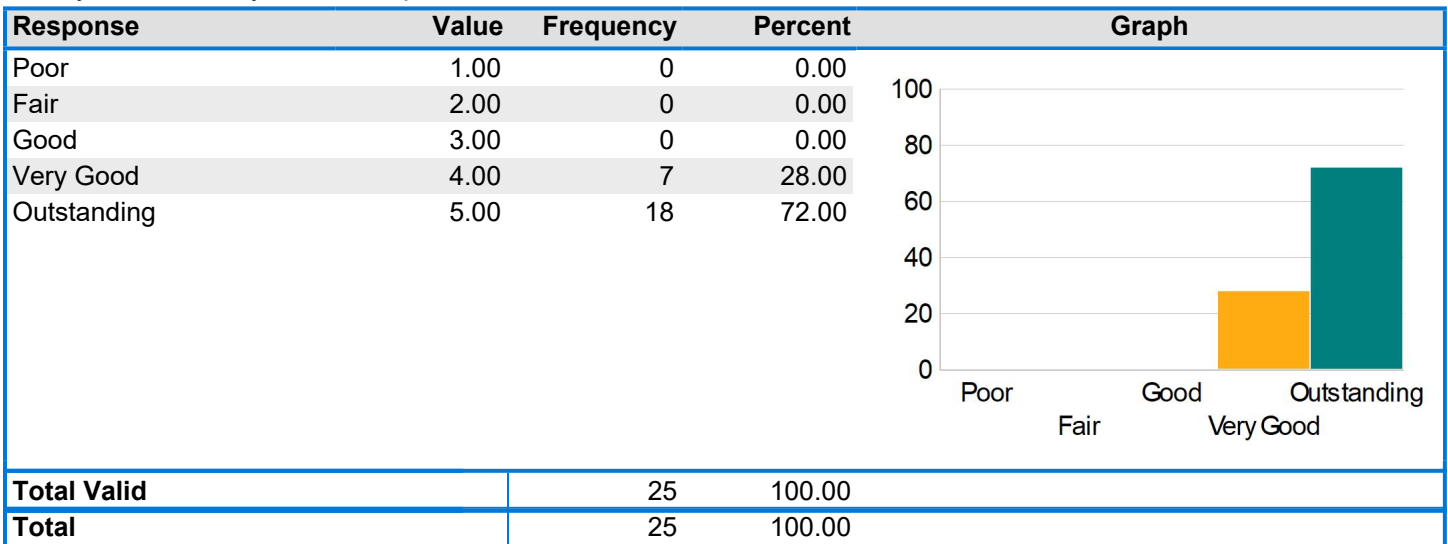 Response Value Frequency Percent Graph
Poor 1.00 0 0.00
Fair 2.00 0 0.00
Good 3.00 0 0.00
Very Good 4.00 7 28.00
Outstanding 5.00 18 72.00
100
80
60
40
20
0
Poor Good Outstanding
Fair Very Good
Total Valid 25 100.00
Total 25 100.00